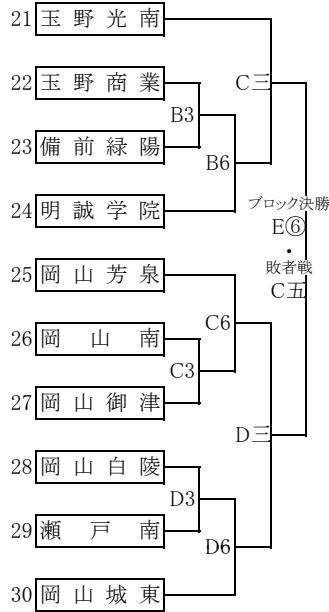 21 玉野光南
22 玉野商業
C三
B3
23 備前緑陽
B6
24 明誠学院
ブロック決勝
E⑥
・
敗者戦
C五
25 岡山芳泉
C6
26 岡山南
C3
27 岡山御津
D三
28 岡山白陵
D3
29 瀬戸南
D6
30 岡山城東